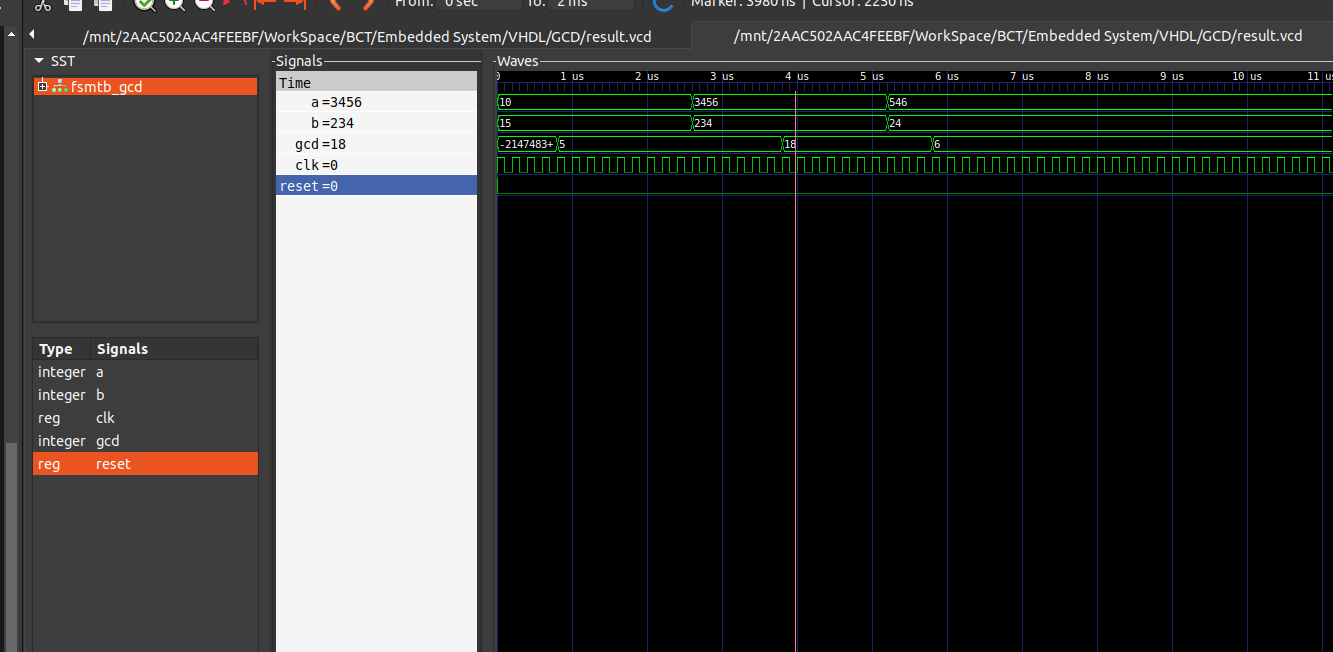 From: 0 sec To: 2 ms Marker: 3980 ns | Cursor: 2250 ns
/mnt/2AAC502AAC4FEEBF/WorkSpace/BCT/Embedded System/VHDL/GCD/result.vcd
/mnt/2AAC502AAC4FEEBF/WorkSpace/BCT/Embedded System/VHDL/GCD/result.vcd
SST
fsmtb_gcd
Type Signals
integer a
integer b
reg clk
integer gcd
reg reset
Signals
Time
a =3456
b =234
gcd =18
clk =0
reset =0
Waves
0 1 us 2 us 3 us 4 us 5 us 6 us 7 us 8 us 9 us 10 us 11 us
10 3456 546
15 234 24
-2147483+ 5 18 6